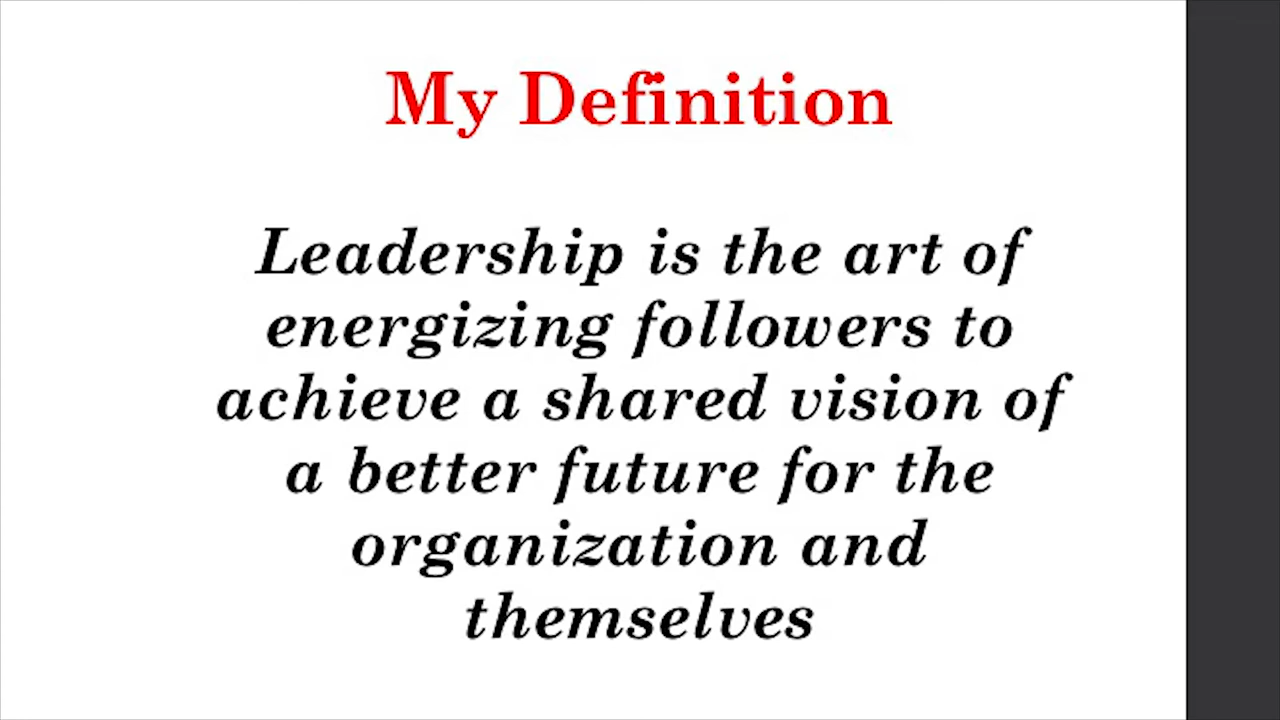 My Definition
Leadership is the art of
energizing followers to
achieve a shared vision of
a better future for the
organization and
themselves